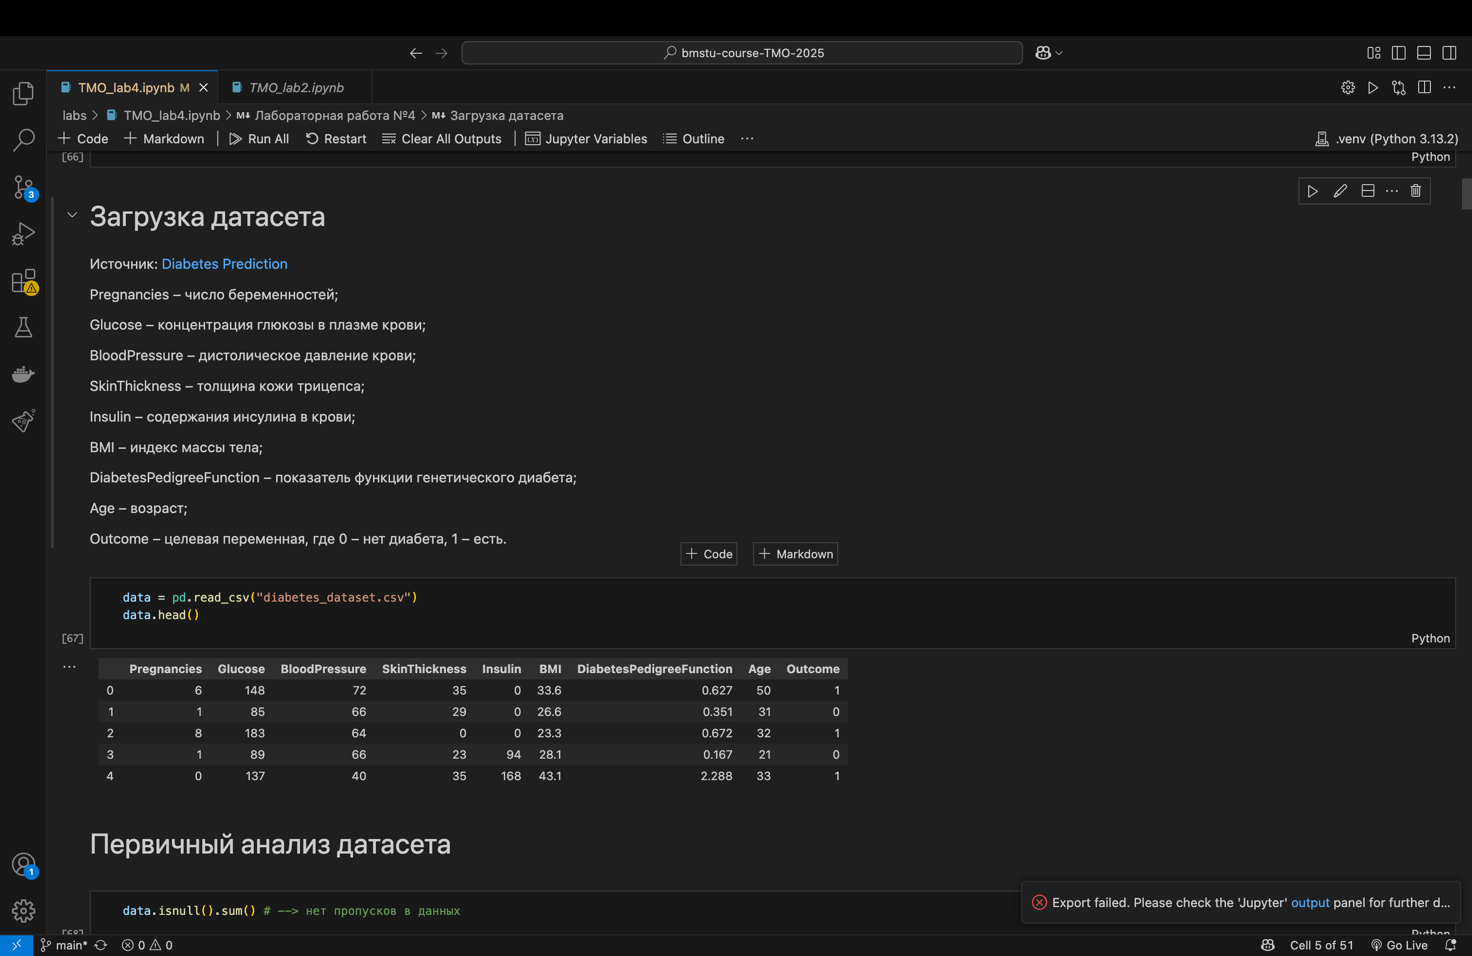 bmstu-course-TMO-2025
TMO_lab4.ipynb M
TMO_lab2.ipynb
labs > TMO_lab4.ipynb > M↓ Лабораторная работа №4 > M↓ Загрузка датасета
+ Code + Markdown Run All Restart Clear All Outputs Jupyter Variables Outline ... .venv (Python 3.13.2)
[66] Python
Загрузка датасета
Источник: Diabetes Prediction
Pregnancies – число беременностей;
Glucose – концентрация глюкозы в плазме крови;
BloodPressure – дистолическое давление крови;
SkinThickness – толщина кожи трицепса;
Insulin – содержания инсулина в крови;
BMI – индекс массы тела;
DiabetesPedigreeFunction – показатель функции генетического диабета;
Age – возраст;
Outcome – целевая переменная, где 0 – нет диабета, 1 – есть.
+ Code + Markdown
data = pd.read_csv("diabetes_dataset.csv")
data.head()
[67] Python
Pregnancies Glucose BloodPressure SkinThickness Insulin BMI DiabetesPedigreeFunction Age Outcome
0 6 148 72 35 0 33.6 0.627 50 1
1 1 85 66 29 0 26.6 0.351 31 0
2 8 183 64 0 0 23.3 0.672 32 1
3 1 89 66 23 94 28.1 0.167 21 0
4 0 137 40 35 168 43.1 2.288 33 1
Первичный анализ датасета
data.isnull().sum() # --> нет пропусков в данных
[68] Python
Export failed. Please check the 'Jupyter' output panel for further d...
3
1
main* 0 0 Cell 5 of 51 Go Live